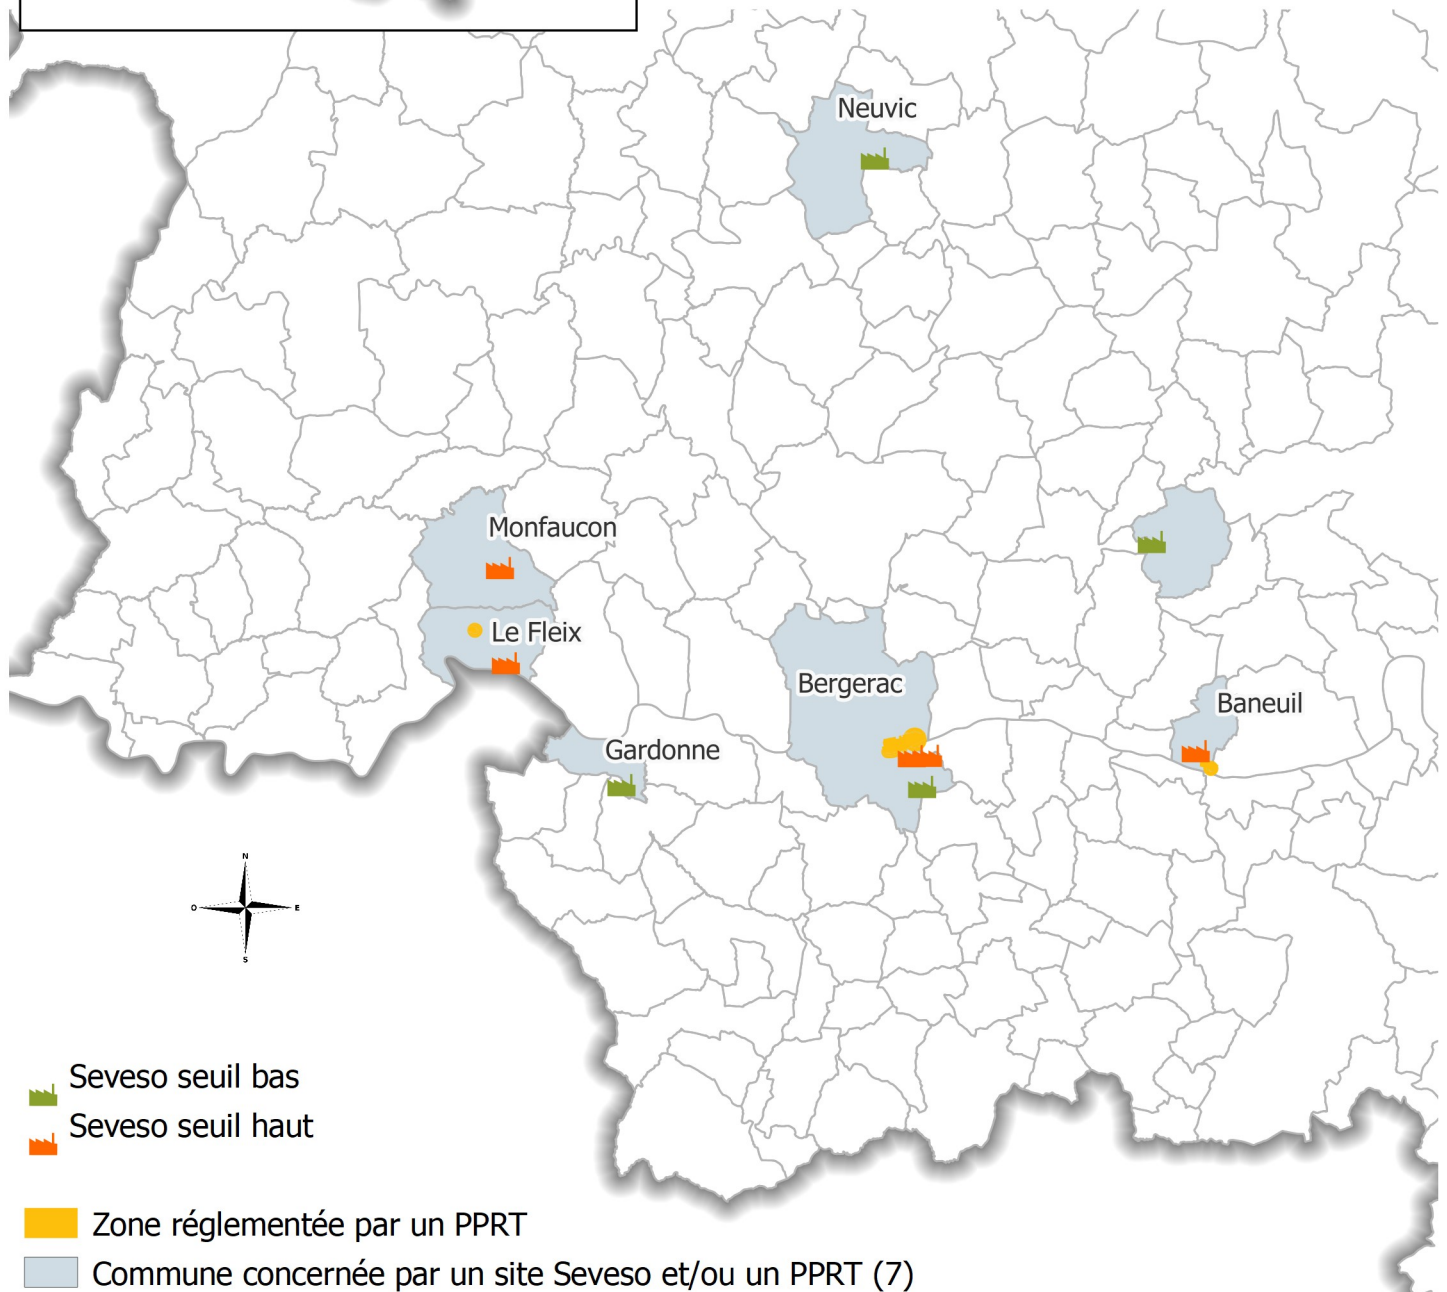 Neuvic
Monfaucon
Le Fleix
Bergerac
Baneuil
Gardonne
N
O
E
S
Seveso seuil bas
Seveso seuil haut
Zone réglementée par un PPRT
Commune concernée par un site Seveso et/ou un PPRT (7)